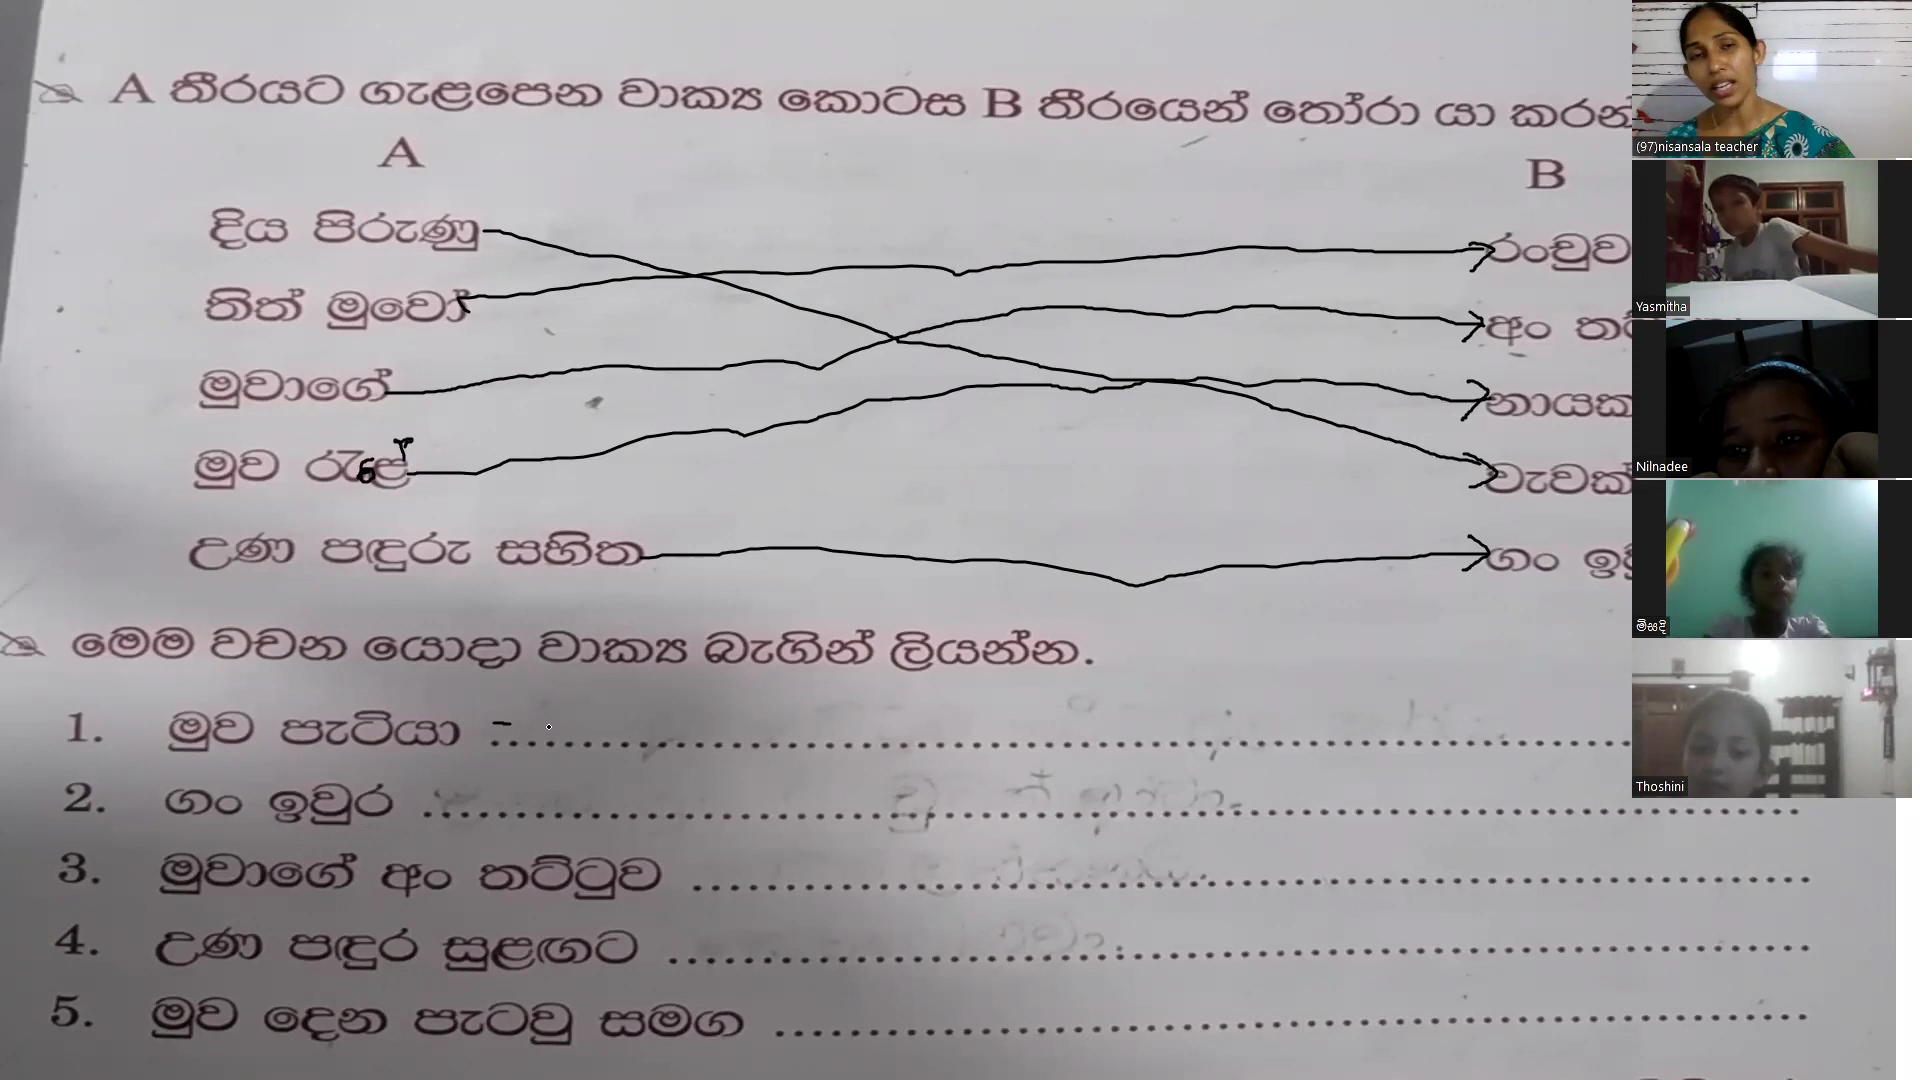 A තීරයට ගැළපෙන වාක්‍ය කොටස B තීරයෙන් තෝරා යා කරන්
A
B
දිය පිරුණු
රංචුව
තිත් මුවෝ
අං
මුවාගේ
නායක
මුව රැළේ
වැවක්
උණ පඳුරු සහිත
ගං
මෙම වචන යොදා වාක්‍ය බැගින් ලියන්න.
1. මුව පැටියා -
2. ගං ඉවුර
3. මුවාගේ අං තට්ටුව
4. උණ පඳුර සුළඟට
5. මුව දෙන පැටවු සමග
(97)nisansala teacher
Yasmitha
Nilnadee
Thoshini